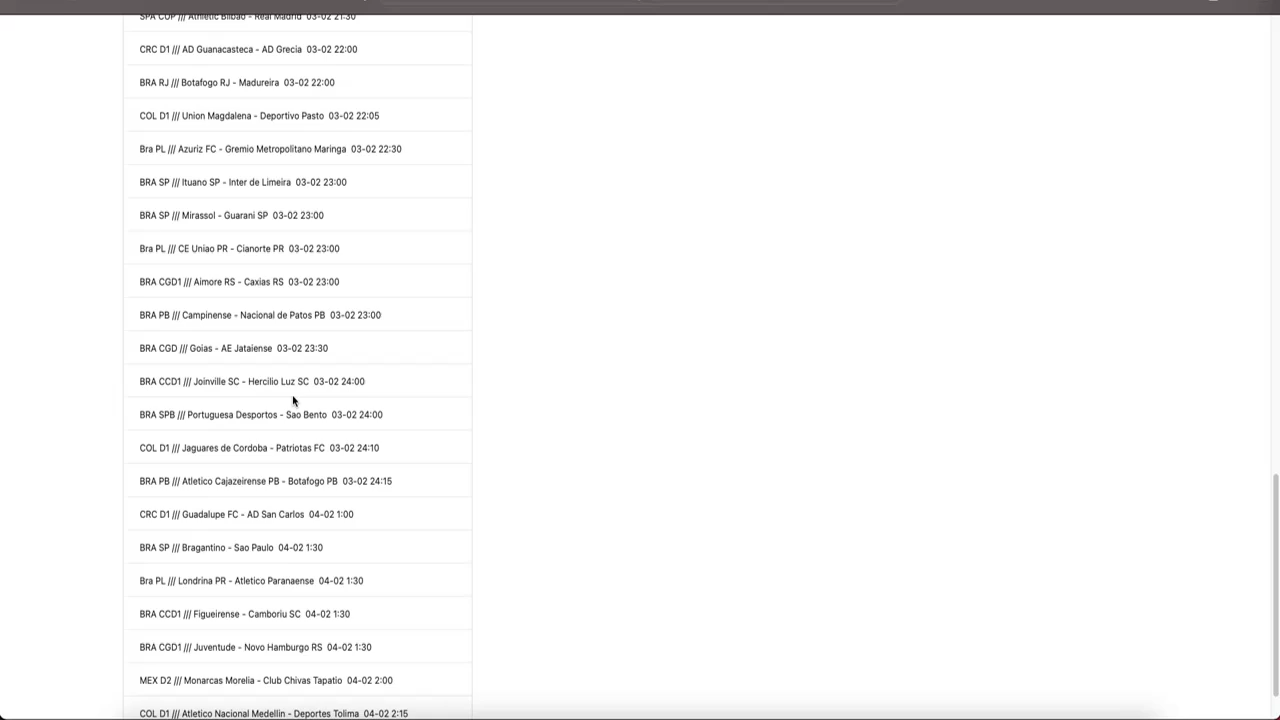 SPA CUP /// Athletic Bilbao - Real Madrid 03-02 21:30
CRC D1 /// AD Guanacasteca - AD Grecia 03-02 22:00
BRA RJ /// Botafogo RJ - Madureira 03-02 22:00
COL D1 /// Union Magdalena - Deportivo Pasto 03-02 22:05
Bra PL /// Azuriz FC - Gremio Metropolitano Maringa 03-02 22:30
BRA SP /// Ituano SP - Inter de Limeira 03-02 23:00
BRA SP /// Mirassol - Guarani SP 03-02 23:00
Bra PL /// CE Uniao PR - Cianorte PR 03-02 23:00
BRA CGD1 /// Aimore RS - Caxias RS 03-02 23:00
BRA PB /// Campinense - Nacional de Patos PB 03-02 23:00
BRA CGD /// Goias - AE Jataiense 03-02 23:30
BRA CCD1 /// Joinville SC - Hercilio Luz SC 03-02 24:00
BRA SPB /// Portuguesa Desportos - Sao Bento 03-02 24:00
COL D1 /// Jaguares de Cordoba - Patriotas FC 03-02 24:10
BRA PB /// Atletico Cajazeirense PB - Botafogo PB 03-02 24:15
CRC D1 /// Guadalupe FC - AD San Carlos 04-02 1:00
BRA SP /// Bragantino - Sao Paulo 04-02 1:30
Bra PL /// Londrina PR - Atletico Paranaense 04-02 1:30
BRA CCD1 /// Figueirense - Camboriu SC 04-02 1:30
BRA CGD1 /// Juventude - Novo Hamburgo RS 04-02 1:30
MEX D2 /// Monarcas Morelia - Club Chivas Tapatio 04-02 2:00
COL D1 /// Atletico Nacional Medellin - Deportes Tolima 04-02 2:15